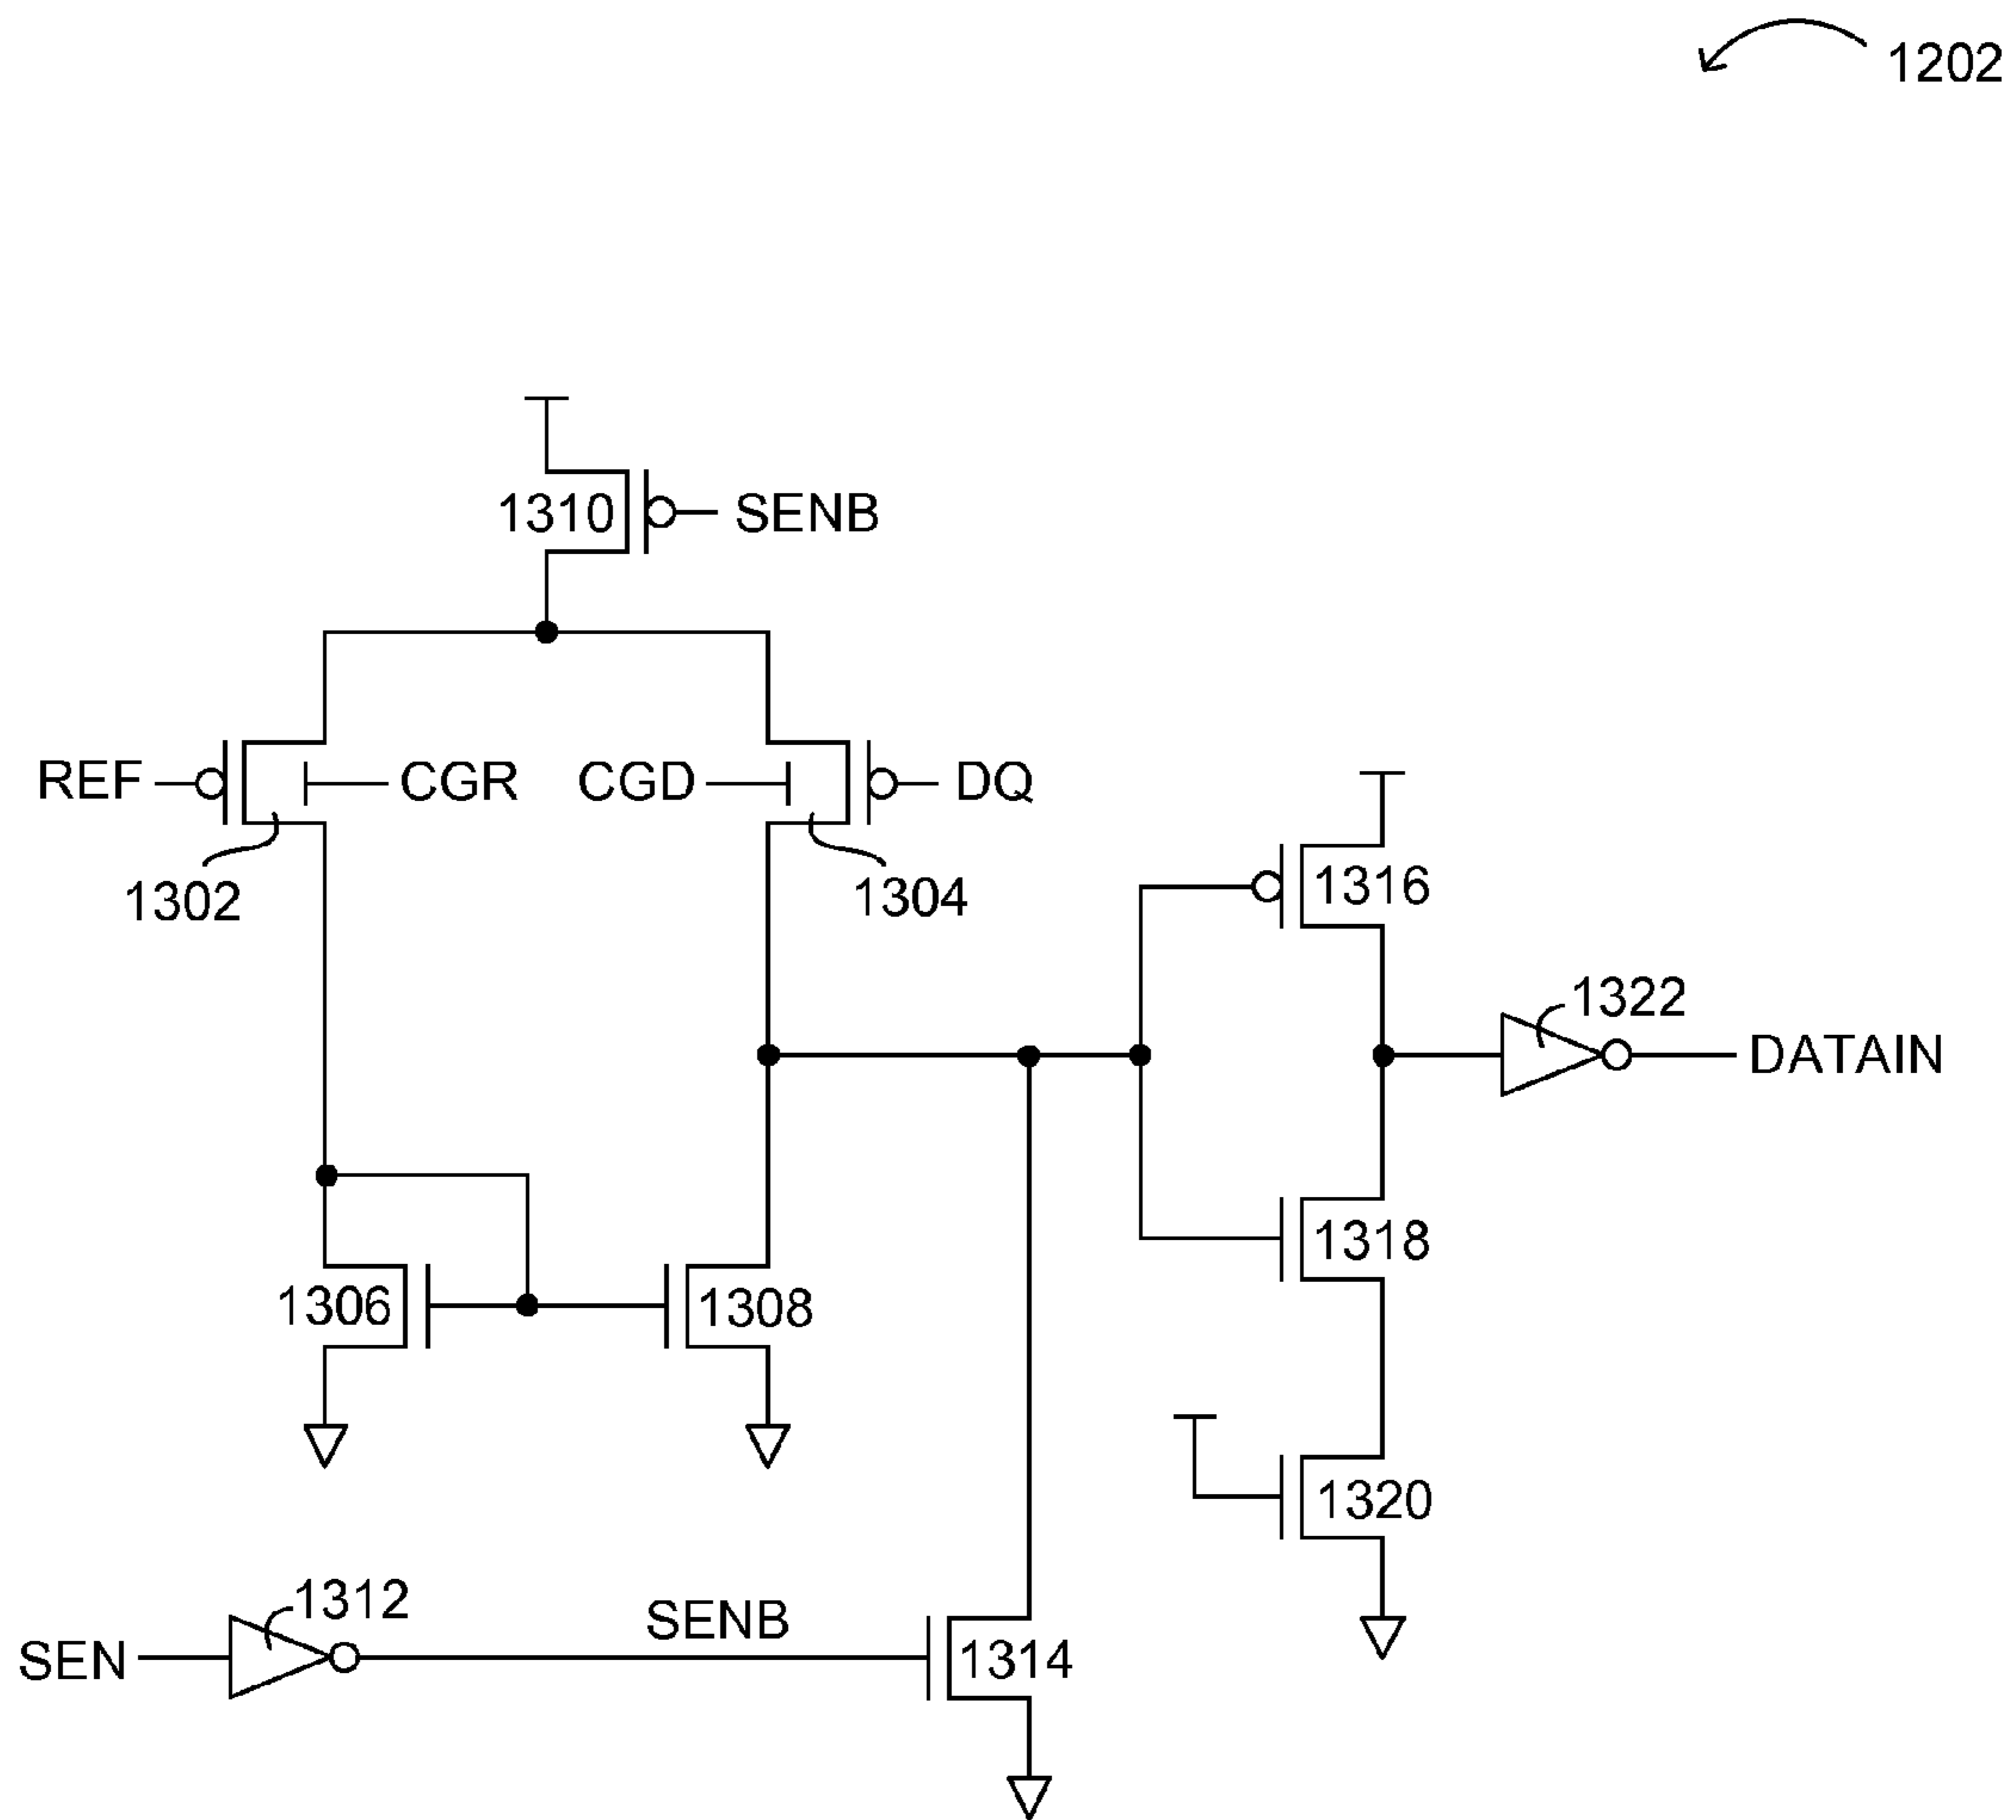 1202
1310 SENB
REF CGR CGD DQ
1302 1304
1316
1322
DATAIN
1318
1306 1308
1320
1312
SENB
SEN 1314